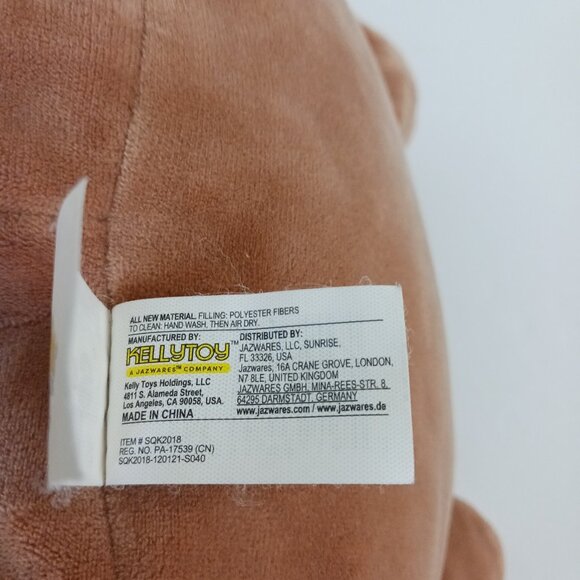 ALL NEW MATERIAL. FILLING: POLYESTER FIBERS
TO CLEAN: HAND WASH, THEN AIR DRY.
MANUFACTURED BY:
KELLYTOY™
A JAZWARES™ COMPANY
Kelly Toys Holdings, LLC
4811 S. Alameda Street,
Los Angeles, CA 90058, USA.
MADE IN CHINA
DISTRIBUTED BY:
JAZWARES, LLC, SUNRISE,
FL 33326, USA
Jazwares, 16A CRANE GROVE, LONDON,
N7 8LE, UNITED KINGDOM
JAZWARES GMBH, MINA-REES-STR. 8,
64295 DARMSTADT, GERMANY
www.jazwares.com / www.jazwares.de
ITEM # SQK2018
REG. NO. PA-17539 (CN)
SQK2018-120121-S040